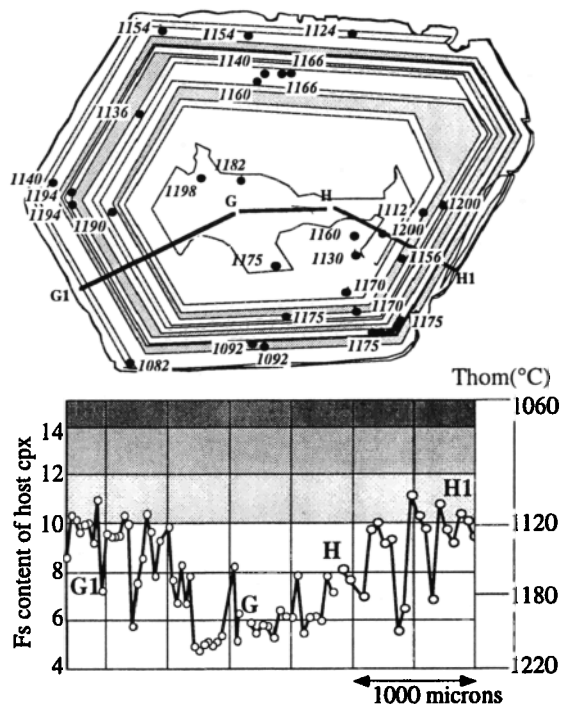 1154 1154 1124
1140 1166
1160 1166
1136
1140 1182
1194 1198
1194 1190 G H 1112 1200
1160 1200
1175 1130 1156
G1 H1
1170
1170
1175 1175
1092 1175
1082 1092
Thom(°C)
14 1060
12
10 H1 1120
Fs content of host cpx
8 G1 H 1180
6 G
4 1220
1000 microns